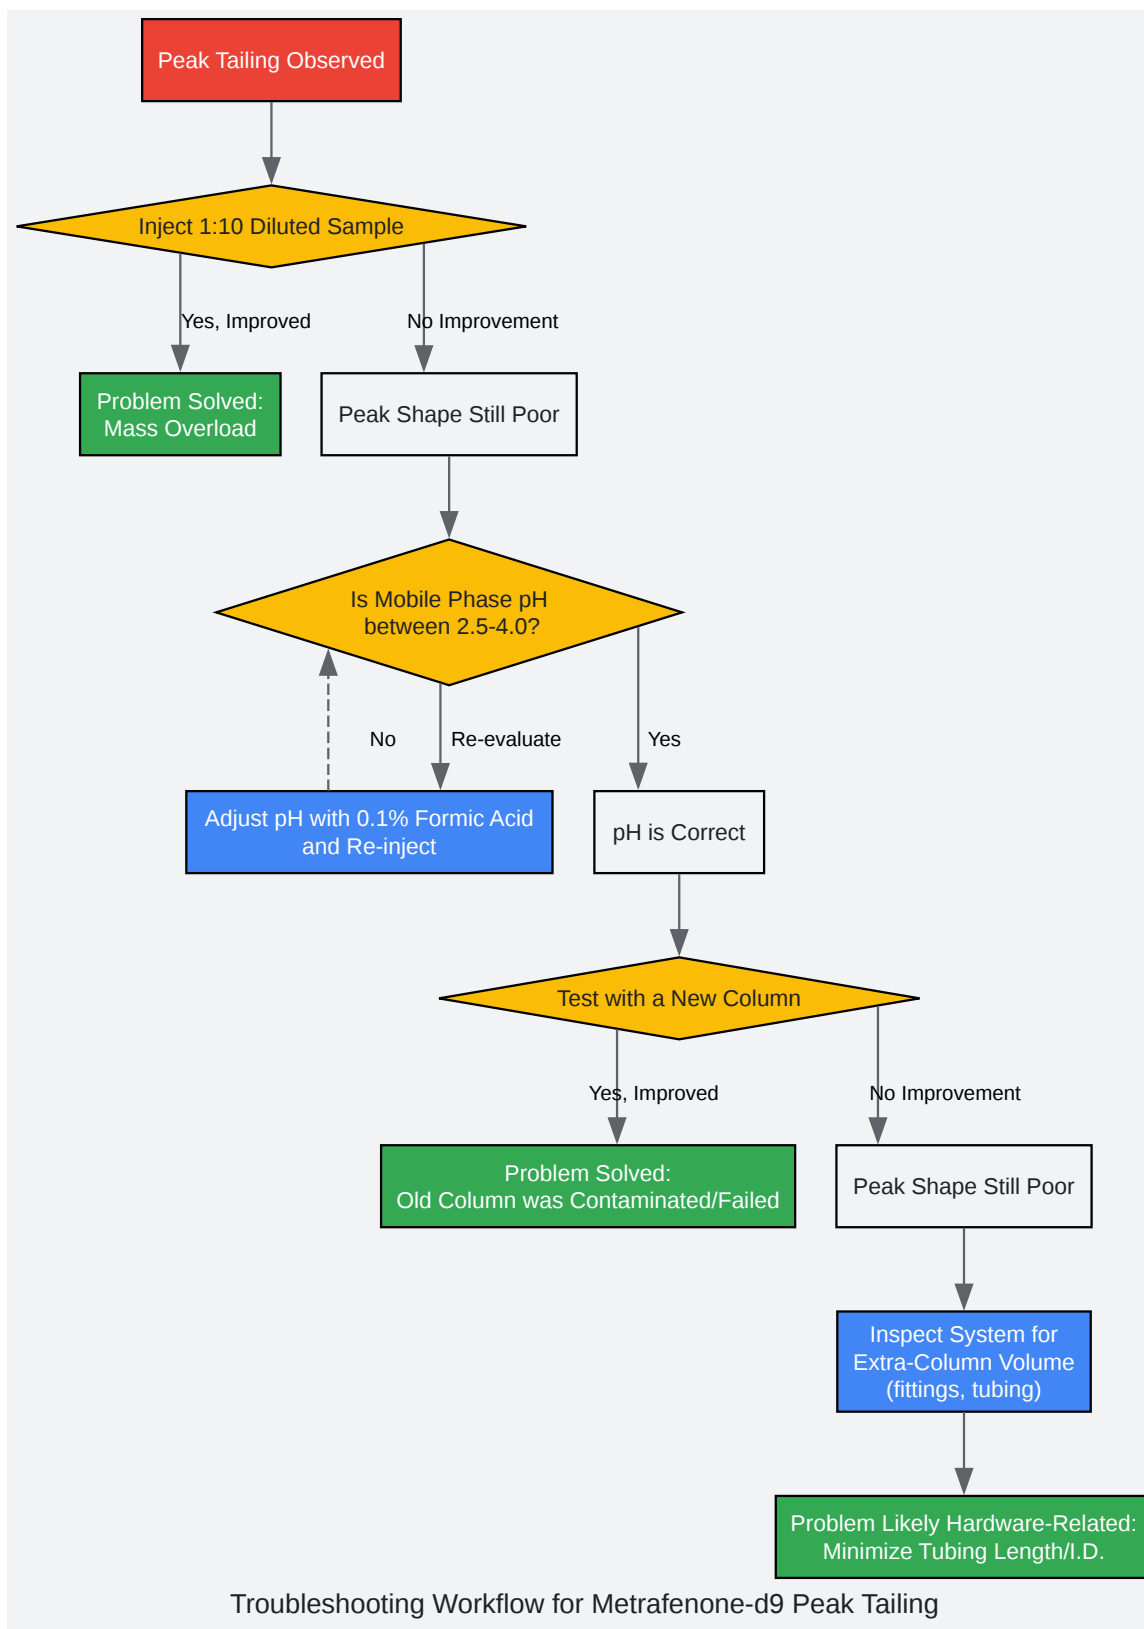 Peak Tailing Observed
Inject 1:10 Diluted Sample
Yes, Improved
No Improvement
Problem Solved:
Mass Overload
Peak Shape Still Poor
Is Mobile Phase pH
between 2.5-4.0?
No
Re-evaluate
Yes
Adjust pH with 0.1% Formic Acid
and Re-inject
pH is Correct
Test with a New Column
Yes, Improved
No Improvement
Problem Solved:
Old Column was Contaminated/Failed
Peak Shape Still Poor
Inspect System for
Extra-Column Volume
(fittings, tubing)
Problem Likely Hardware-Related:
Minimize Tubing Length/I.D.
Troubleshooting Workflow for Metrafenone-d9 Peak Tailing